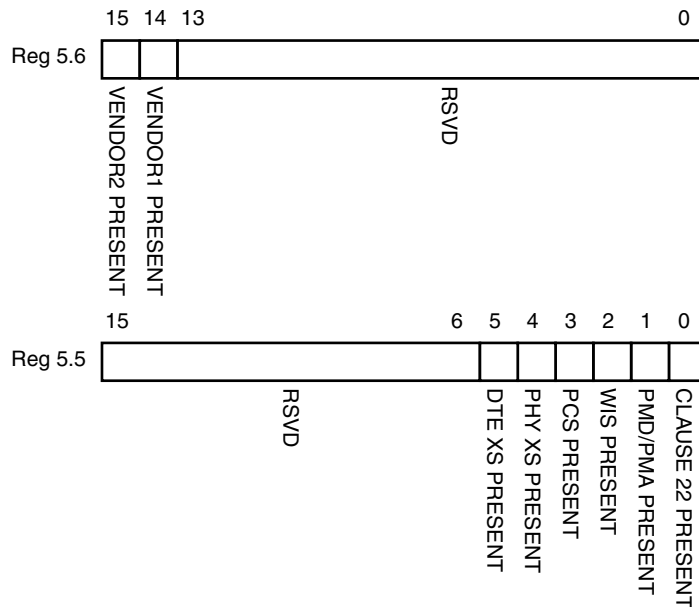 15 14 13 0
Reg 5.6
VENDOR2 PRESENT
VENDOR1 PRESENT
RSVD
15 6 5 4 3 2 1 0
Reg 5.5
RSVD
DTE XS PRESENT
PHY XS PRESENT
PCS PRESENT
WIS PRESENT
PMD/PMA PRESENT
CLAUSE 22 PRESENT